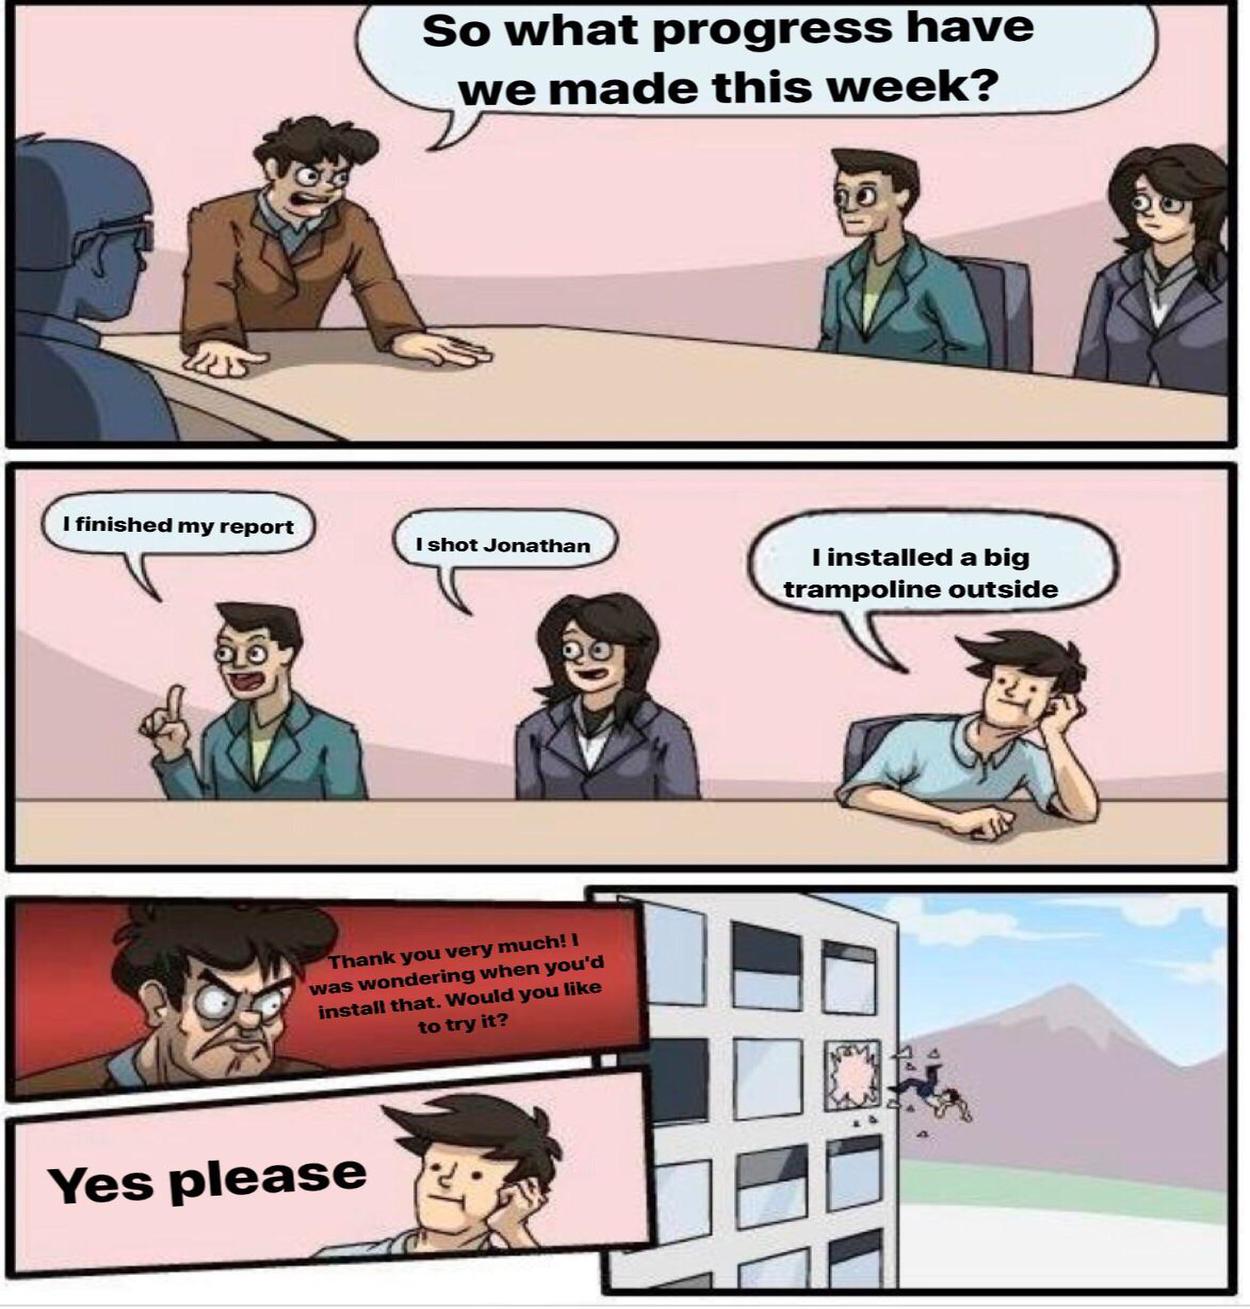 So what progress have
we made this week?
I finished my report
I shot Jonathan
I installed a big
trampoline outside
Thank you very much! I
was wondering when you'd
install that. Would you like
to try it?
Yes please